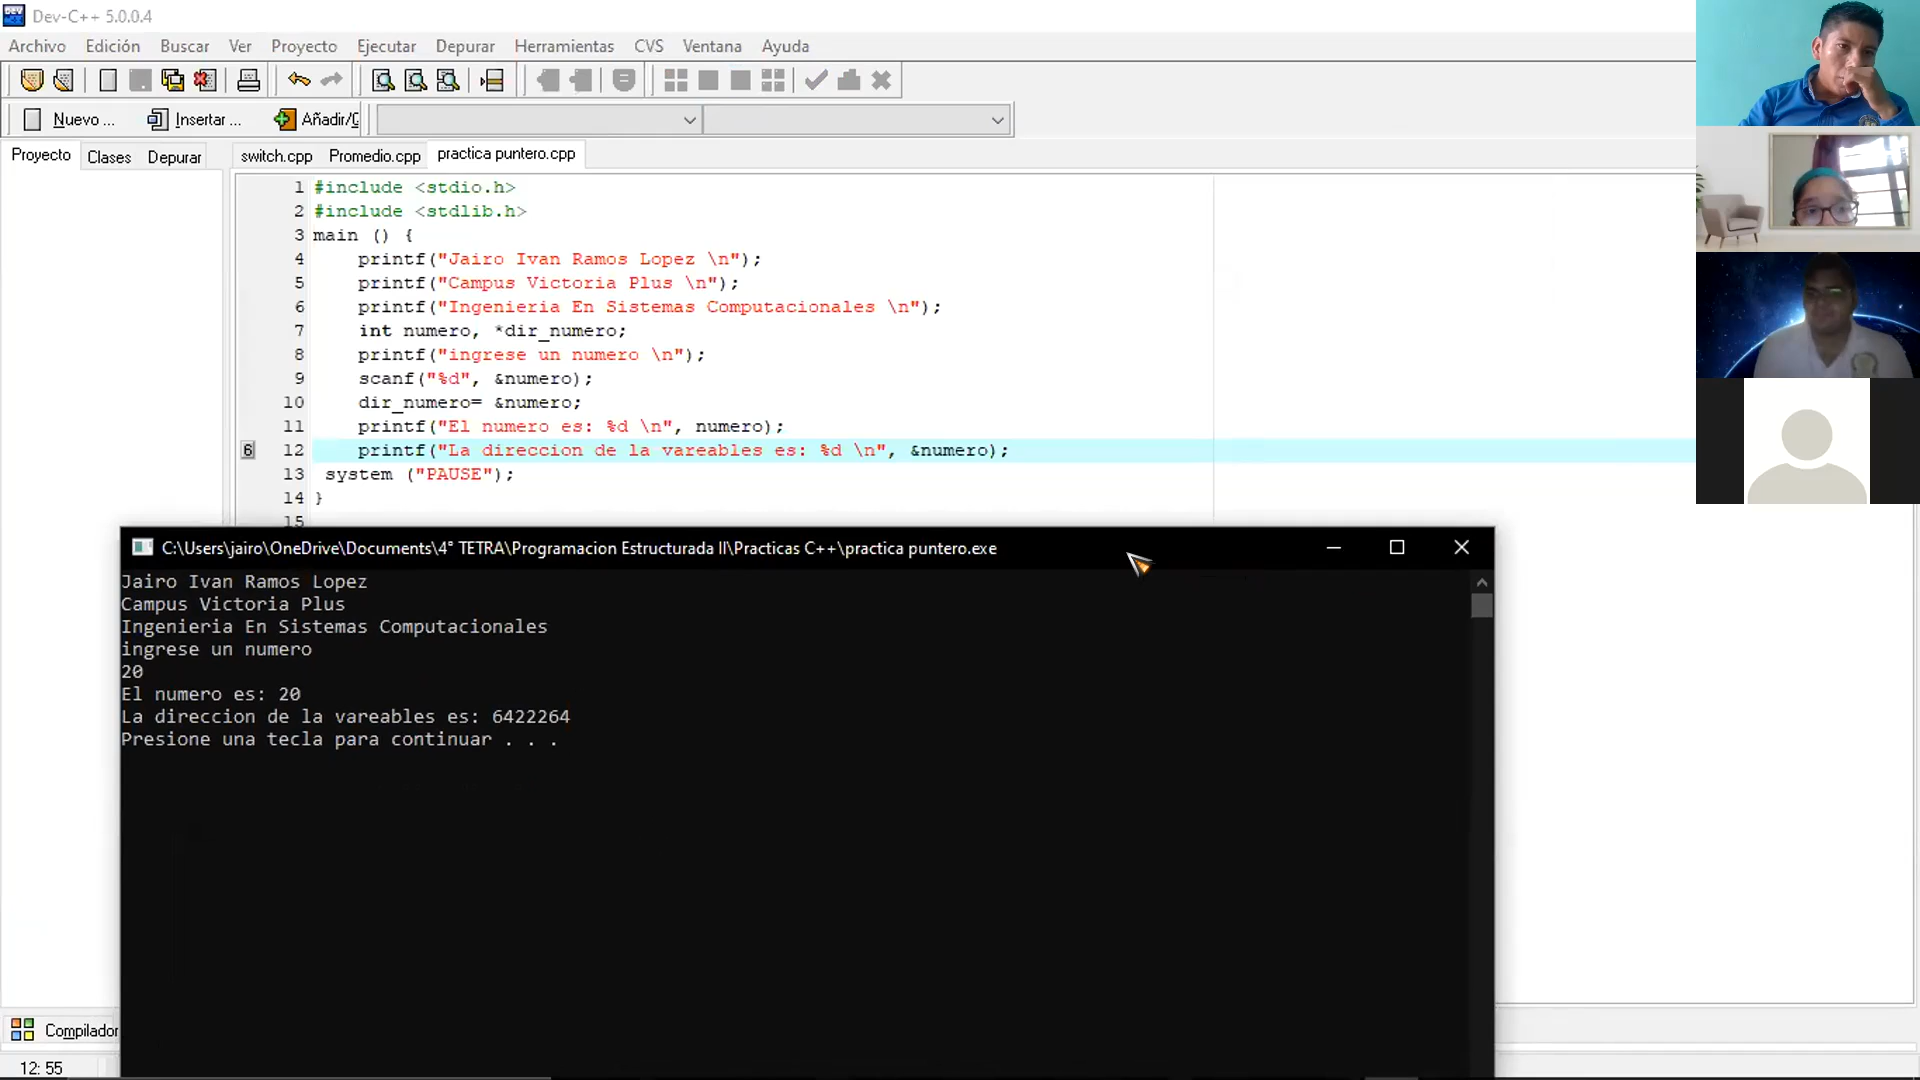 Dev-C++ 5.0.0.4
Archivo Edición Buscar Ver Proyecto Ejecutar Depurar Herramientas CVS Ventana Ayuda
Nuevo ... Insertar ... Añadir/
Proyecto Clases Depurar switch.cpp Promedio.cpp practica puntero.cpp
1 #include <stdio.h>
2 #include <stdlib.h>
3 main () {
4 printf("Jairo Ivan Ramos Lopez \n");
5 printf("Campus Victoria Plus \n");
6 printf("Ingenieria En Sistemas Computacionales \n");
7 int numero, *dir_numero;
8 printf("ingrese un numero \n");
9 scanf("%d", &numero);
10 dir_numero= &numero;
11 printf("El numero es: %d \n", numero);
6 12 printf("La direccion de la vareables es: %d \n", &numero);
13 system ("PAUSE");
14 }
15
C:\Users\jairo\OneDrive\Documents\4° TETRA\Programacion Estructurada II\Practicas C++\practica puntero.exe
Jairo Ivan Ramos Lopez
Campus Victoria Plus
Ingenieria En Sistemas Computacionales
ingrese un numero
20
El numero es: 20
La direccion de la vareables es: 6422264
Presione una tecla para continuar . . .
Compilador
12: 55